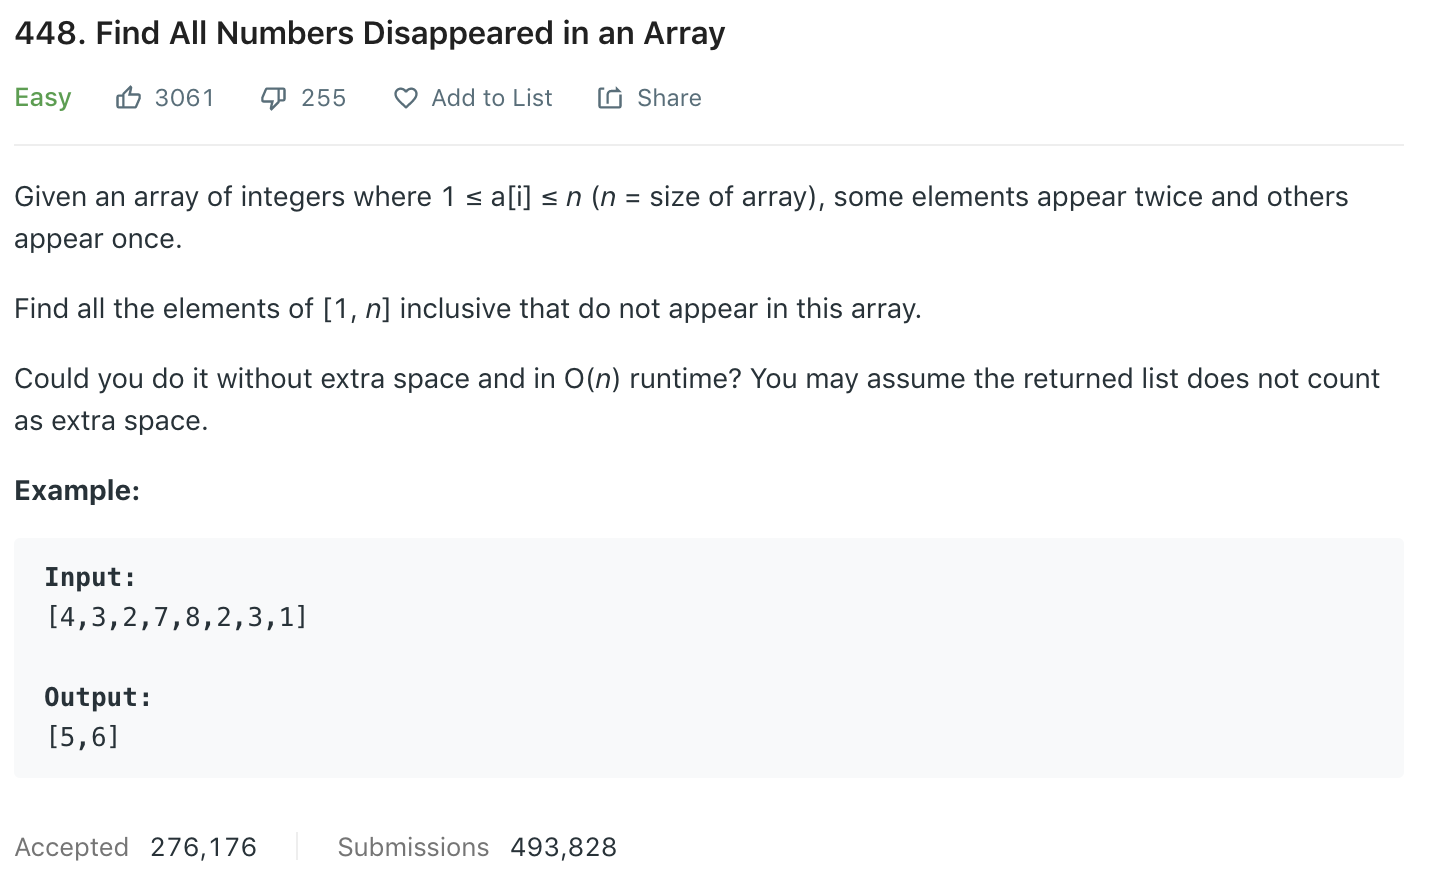 448. Find All Numbers Disappeared in an Array
Easy 3061 255 Add to List Share
Given an array of integers where 1 ≤ a[i] ≤ n (n = size of array), some elements appear twice and others
appear once.
Find all the elements of [1, n] inclusive that do not appear in this array.
Could you do it without extra space and in O(n) runtime? You may assume the returned list does not count
as extra space.
Example:
Input:
[4,3,2,7,8,2,3,1]
Output:
[5,6]
Accepted 276,176 Submissions 493,828